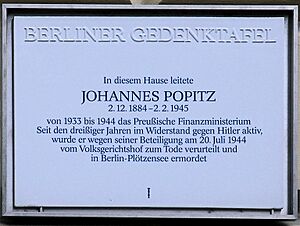 BERLINER GEDENKTAFEL
In diesem Hause leitete
JOHANNES POPITZ
2. 12. 1884 – 2. 2. 1945
von 1933 bis 1944 das Preußische Finanzministerium
Seit den dreißiger Jahren im Widerstand gegen Hitler aktiv,
wurde er wegen seiner Beteiligung am 20. Juli 1944
vom Volksgerichtshof zum Tode verurteilt und
in Berlin-Plötzensee ermordet